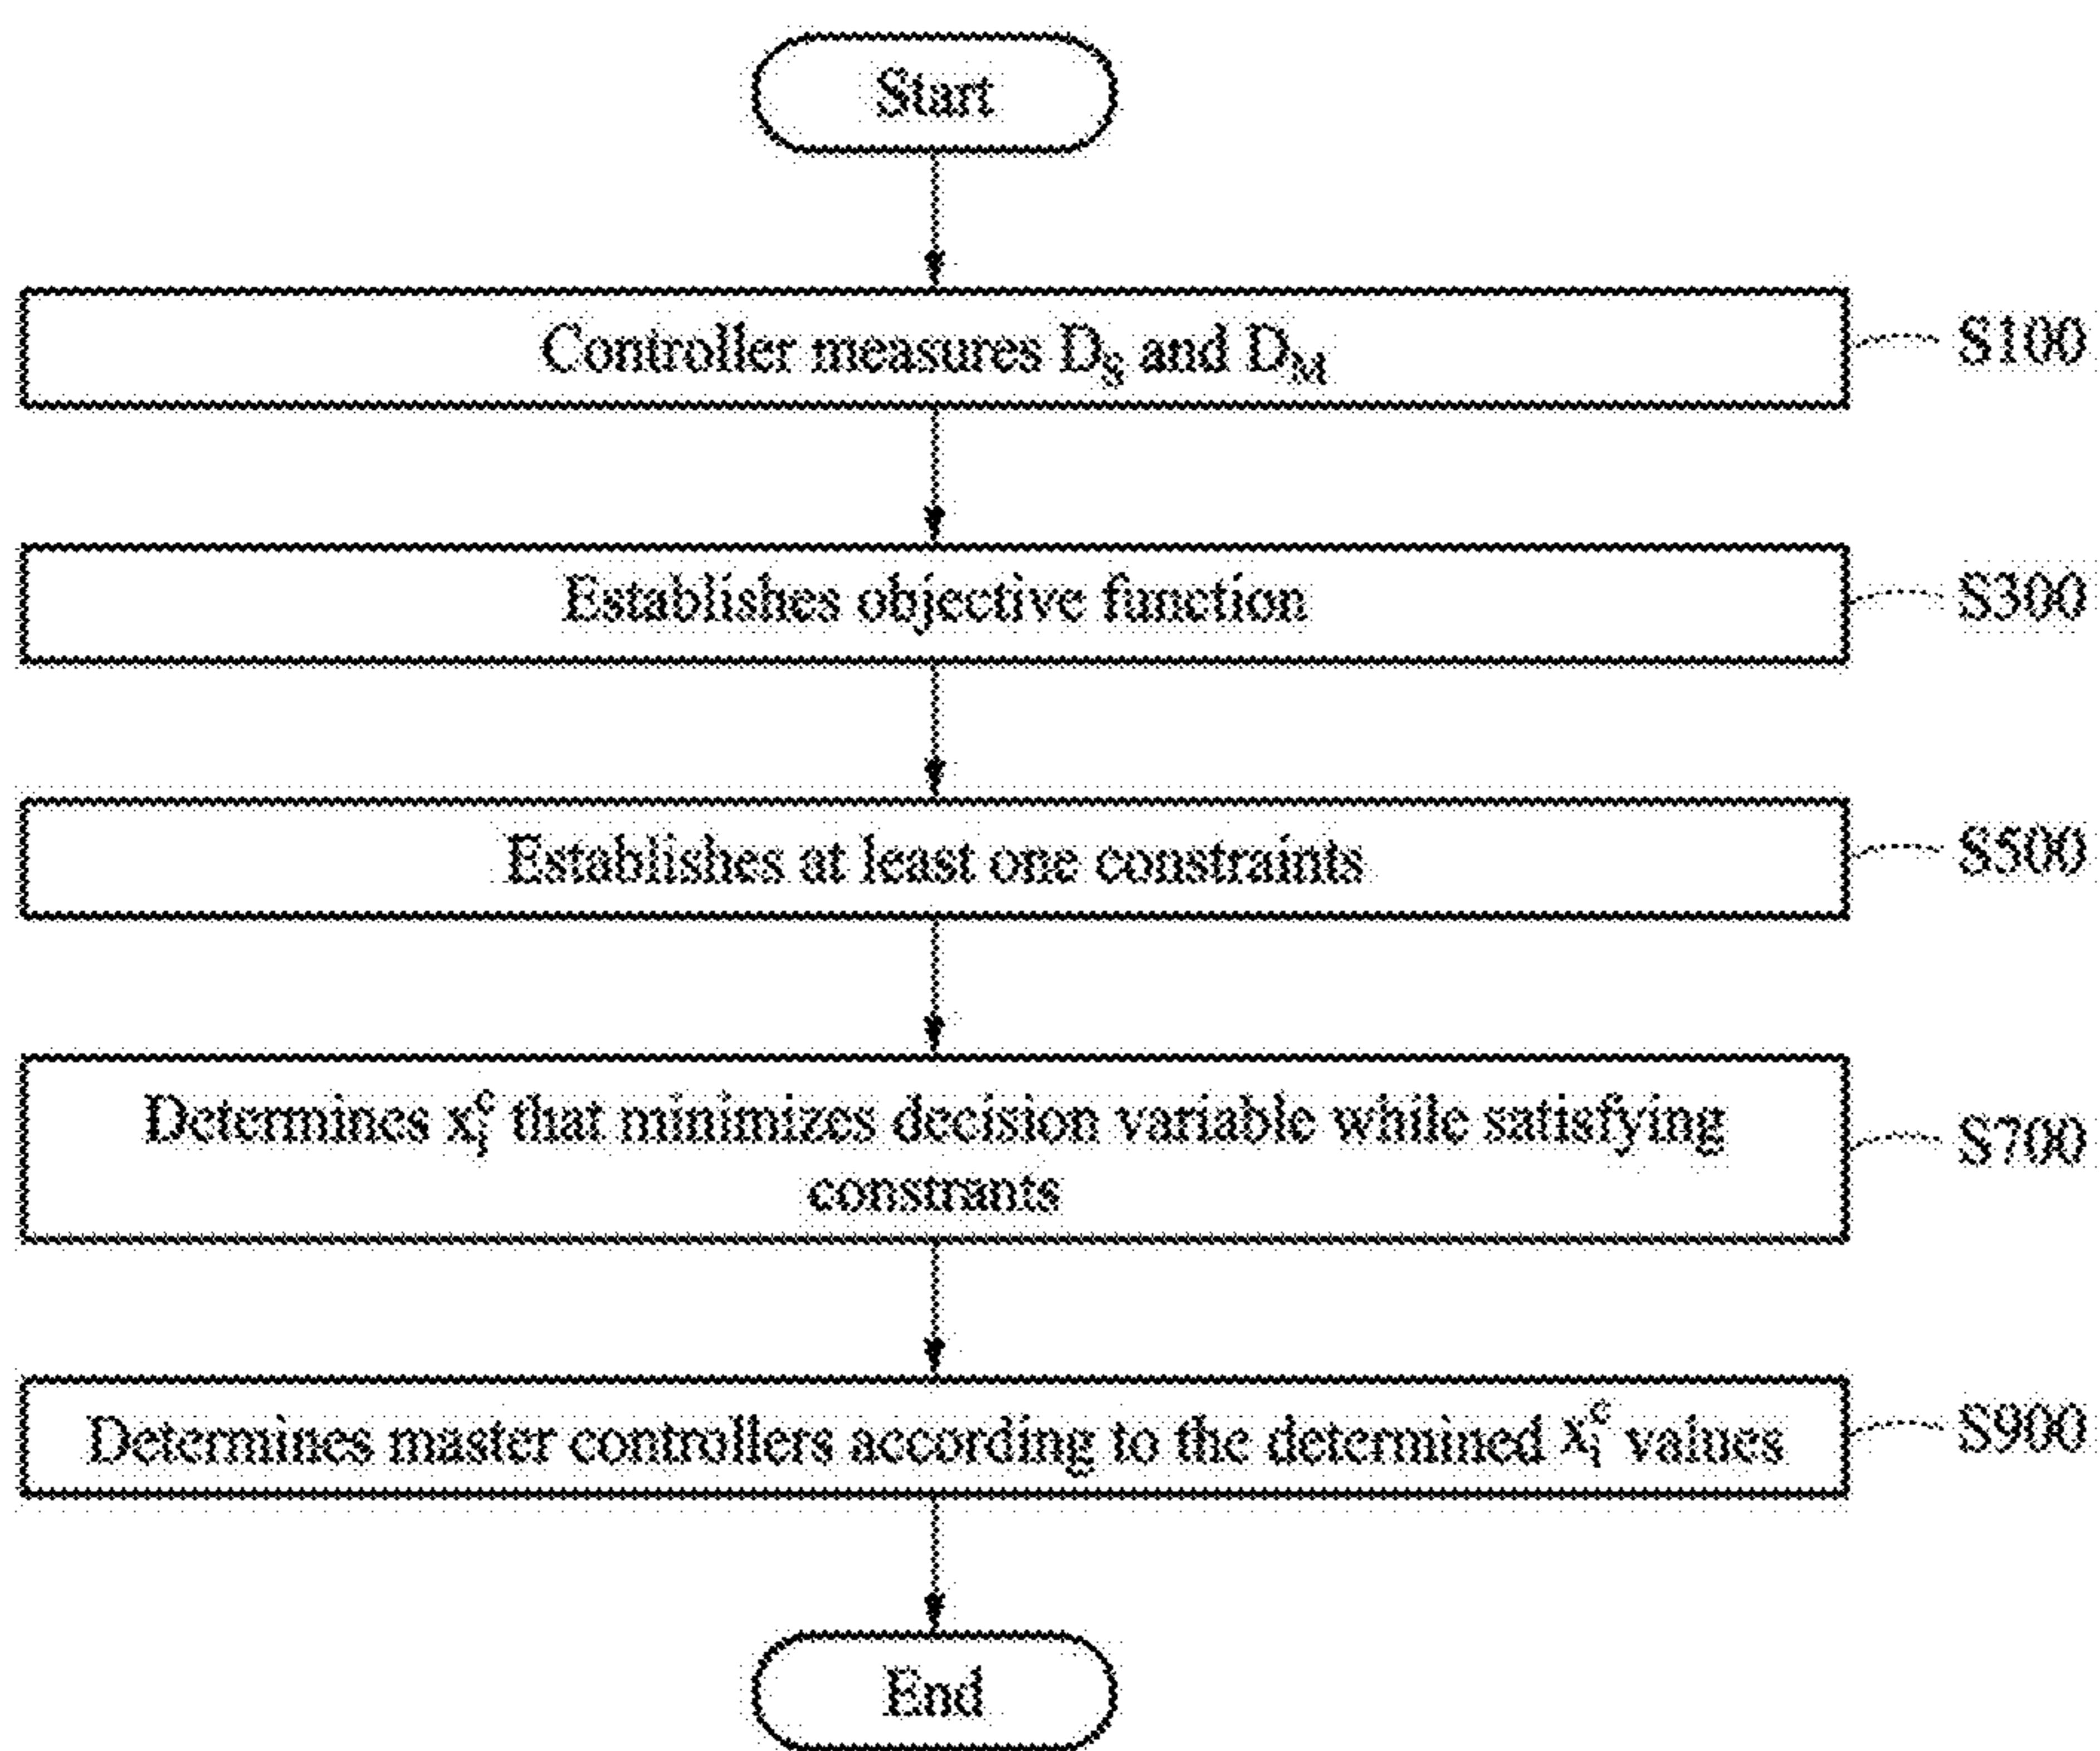 Start
Controller measures D_S and D_M
S100
Establishes objective function
S300
Establishes at least one constraints
S500
Determines x_i^c that minimizes decision variable while satisfying
constrants
S700
Determines master controllers according to the determined x_i^c values
S900
End